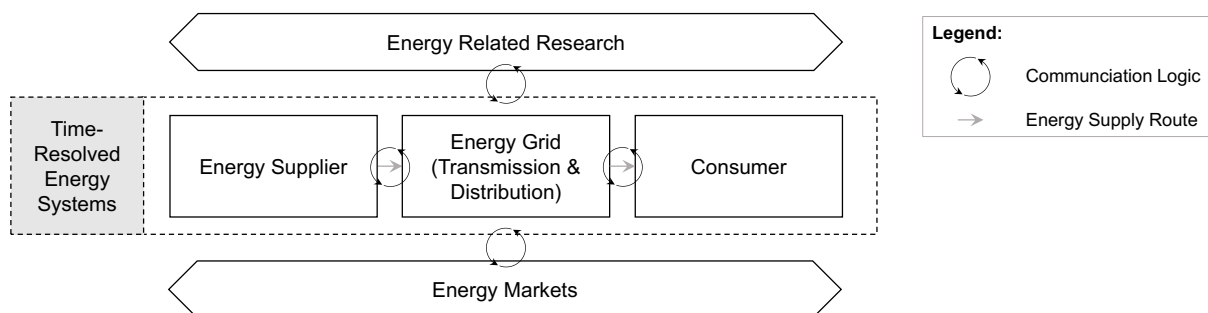 Energy Related Research
Legend:
Communciation Logic
Energy Supply Route
Time-
Resolved
Energy
Systems
Energy Supplier
Energy Grid
(Transmission &
Distribution)
Consumer
Energy Markets